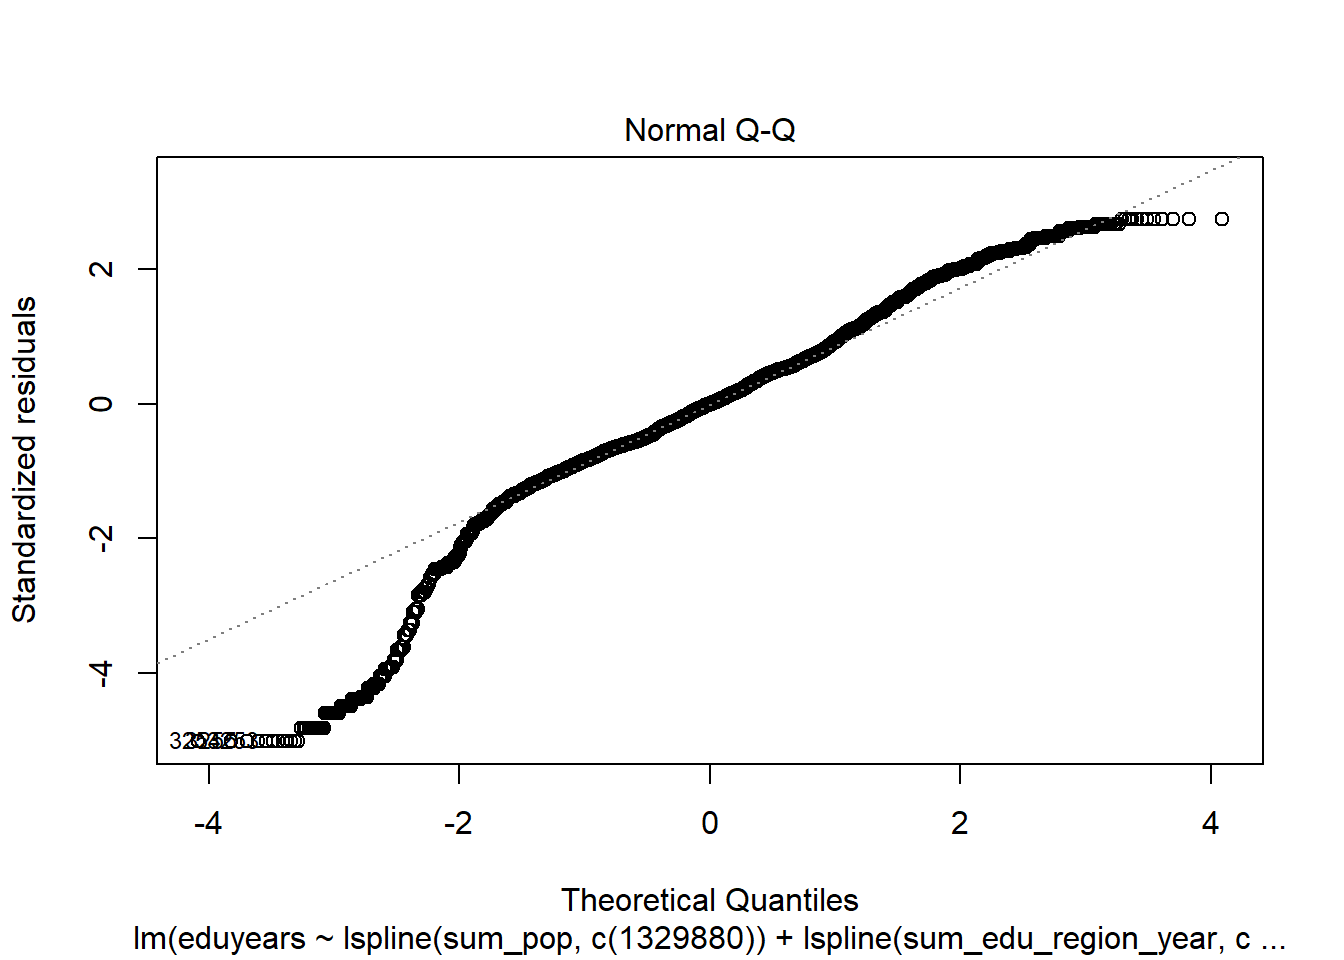 Normal Q-Q
Standardized residuals
2
0
-2
-4
-4 -2 0 2 4
Theoretical Quantiles
lm(eduyears ~ lspline(sum_pop, c(1329880)) + lspline(sum_edu_region_year, c ...